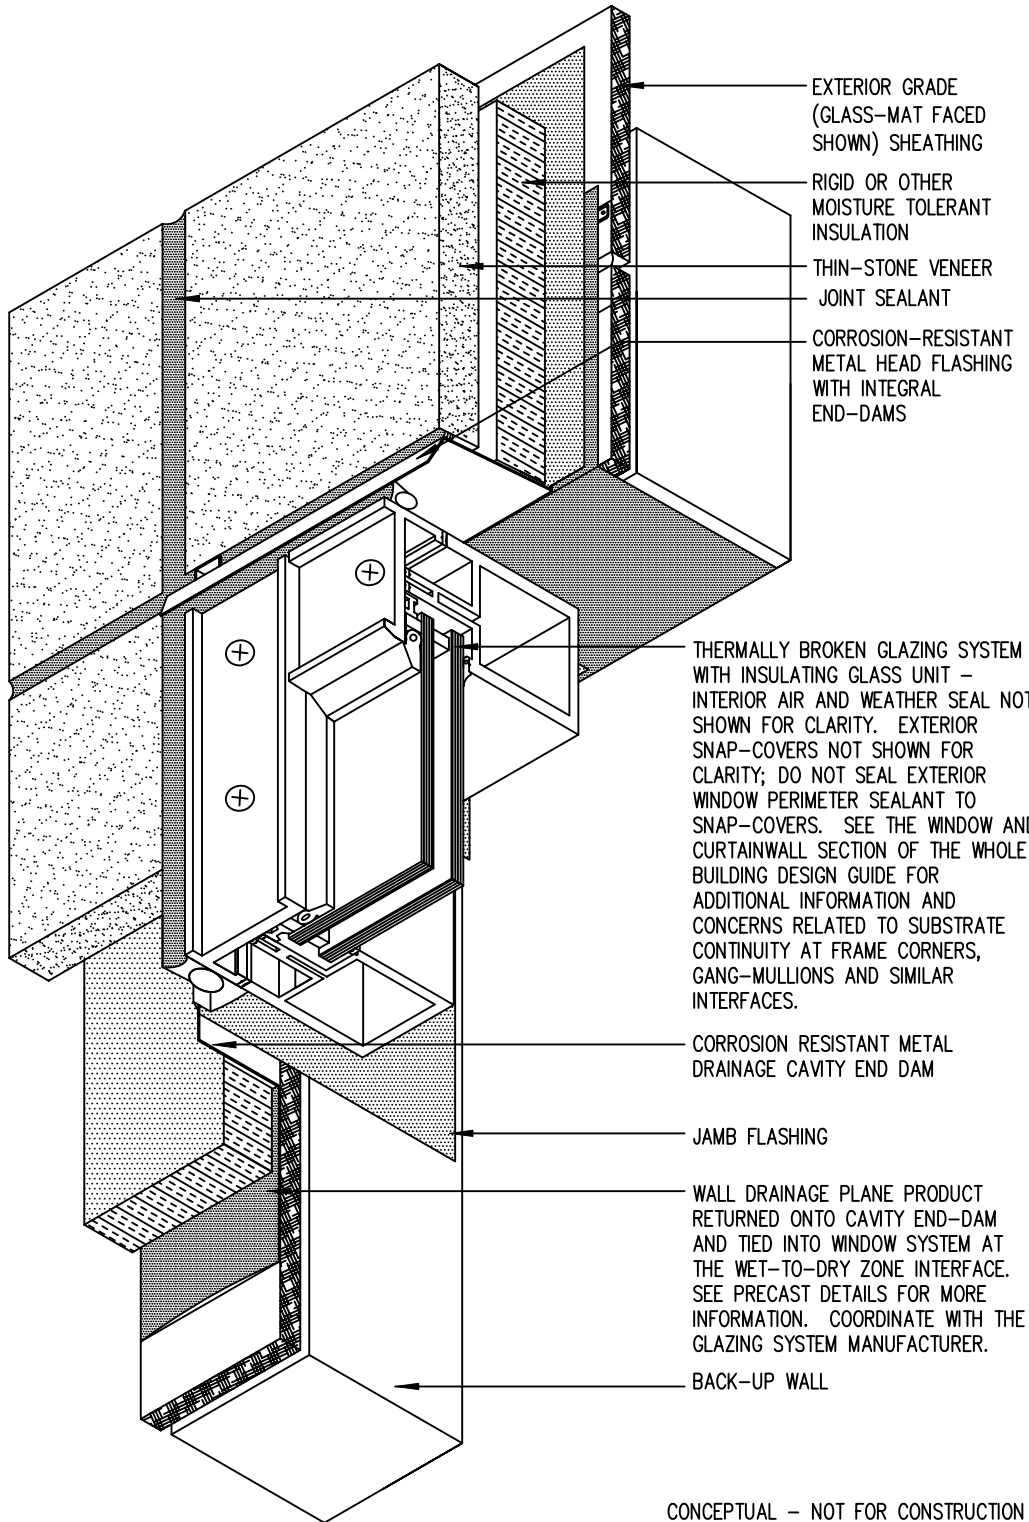 EXTERIOR GRADE
(GLASS-MAT FACED
SHOWN) SHEATHING
RIGID OR OTHER
MOISTURE TOLERANT
INSULATION
THIN-STONE VENEER
JOINT SEALANT
CORROSION-RESISTANT
METAL HEAD FLASHING
WITH INTEGRAL
END-DAMS
THERMALLY BROKEN GLAZING SYSTEM
WITH INSULATING GLASS UNIT –
INTERIOR AIR AND WEATHER SEAL NOT
SHOWN FOR CLARITY. EXTERIOR
SNAP-COVERS NOT SHOWN FOR
CLARITY; DO NOT SEAL EXTERIOR
WINDOW PERIMETER SEALANT TO
SNAP-COVERS. SEE THE WINDOW AND
CURTAINWALL SECTION OF THE WHOLE
BUILDING DESIGN GUIDE FOR
ADDITIONAL INFORMATION AND
CONCERNS RELATED TO SUBSTRATE
CONTINUITY AT FRAME CORNERS,
GANG-MULLIONS AND SIMILAR
INTERFACES.
CORROSION RESISTANT METAL
DRAINAGE CAVITY END DAM
JAMB FLASHING
WALL DRAINAGE PLANE PRODUCT
RETURNED ONTO CAVITY END-DAM
AND TIED INTO WINDOW SYSTEM AT
THE WET-TO-DRY ZONE INTERFACE.
SEE PRECAST DETAILS FOR MORE
INFORMATION. COORDINATE WITH THE
GLAZING SYSTEM MANUFACTURER.
BACK-UP WALL
CONCEPTUAL – NOT FOR CONSTRUCTION